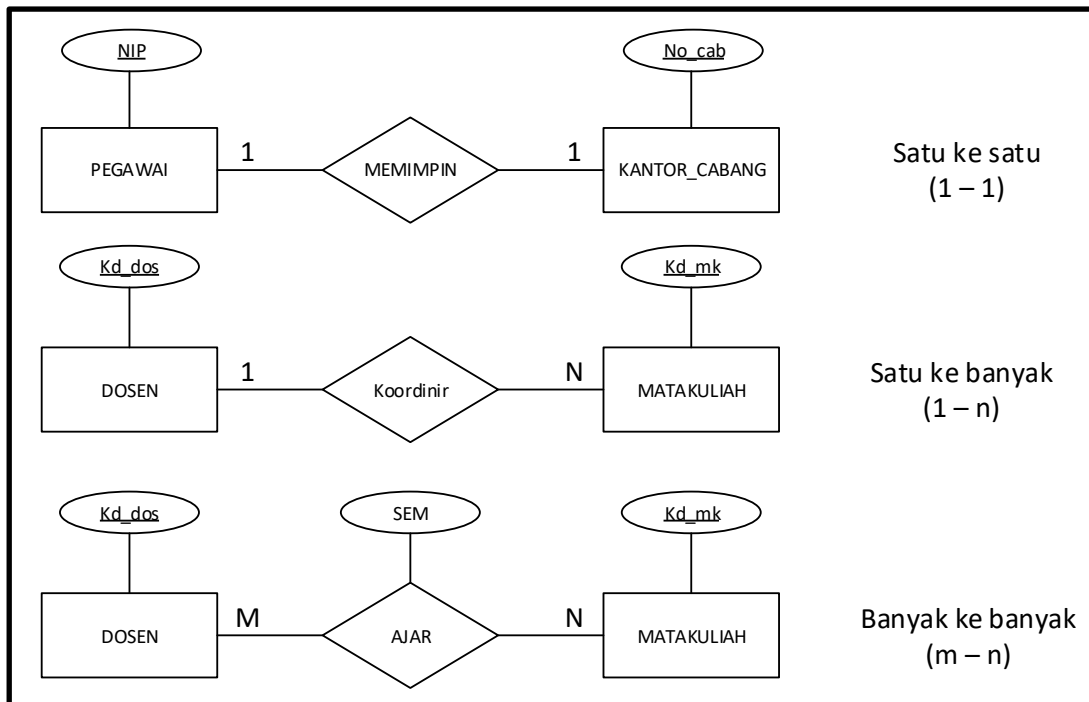 NIP
No_cab
PEGAWAI
1
MEMIMPIN
1
KANTOR_CABANG
Satu ke satu
(1 – 1)
Kd_dos
Kd_mk
DOSEN
1
Koordinir
N
MATAKULIAH
Satu ke banyak
(1 – n)
Kd_dos
SEM
Kd_mk
DOSEN
M
AJAR
N
MATAKULIAH
Banyak ke banyak
(m – n)